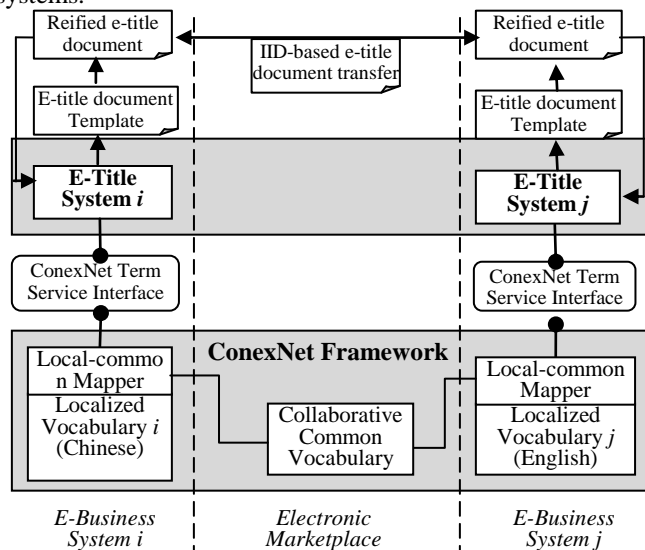 systems.
Reified e-title
document
IID-based e-title
document transfer
Reified e-title
document
E-title document
Template
E-title document
Template
E-Title
System i
E-Title
System j
ConexNet Term
Service Interface
ConexNet Term
Service Interface
ConexNet Framework
Local-commo
n Mapper
Localized
Vocabulary i
(Chinese)
Collaborative
Common
Vocabulary
Local-common
Mapper
Localized
Vocabulary j
(English)
E-Business
System i
Electronic
Marketplace
E-Business
System j